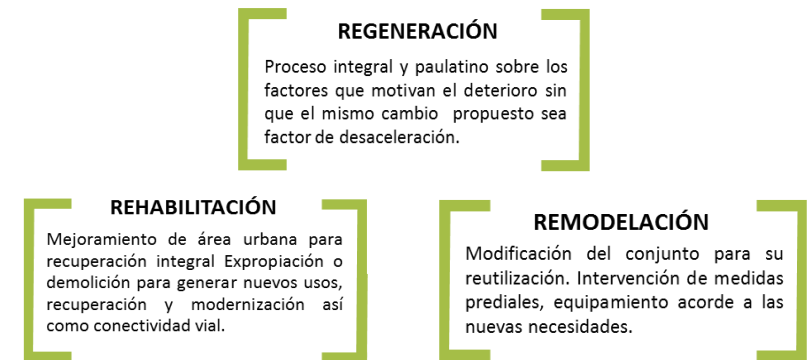 REGENERACIÓN
Proceso integral y paulatino sobre los
factores que motivan el deterioro sin
que el mismo cambio propuesto sea
factor de desaceleración.
REHABILITACIÓN
Mejoramiento de área urbana para
recuperación integral Expropiación o
demolición para generar nuevos usos,
recuperación y modernización así
como conectividad vial.
REMODELACIÓN
Modificación del conjunto para su
reutilización. Intervención de medidas
prediales, equipamiento acorde a las
nuevas necesidades.